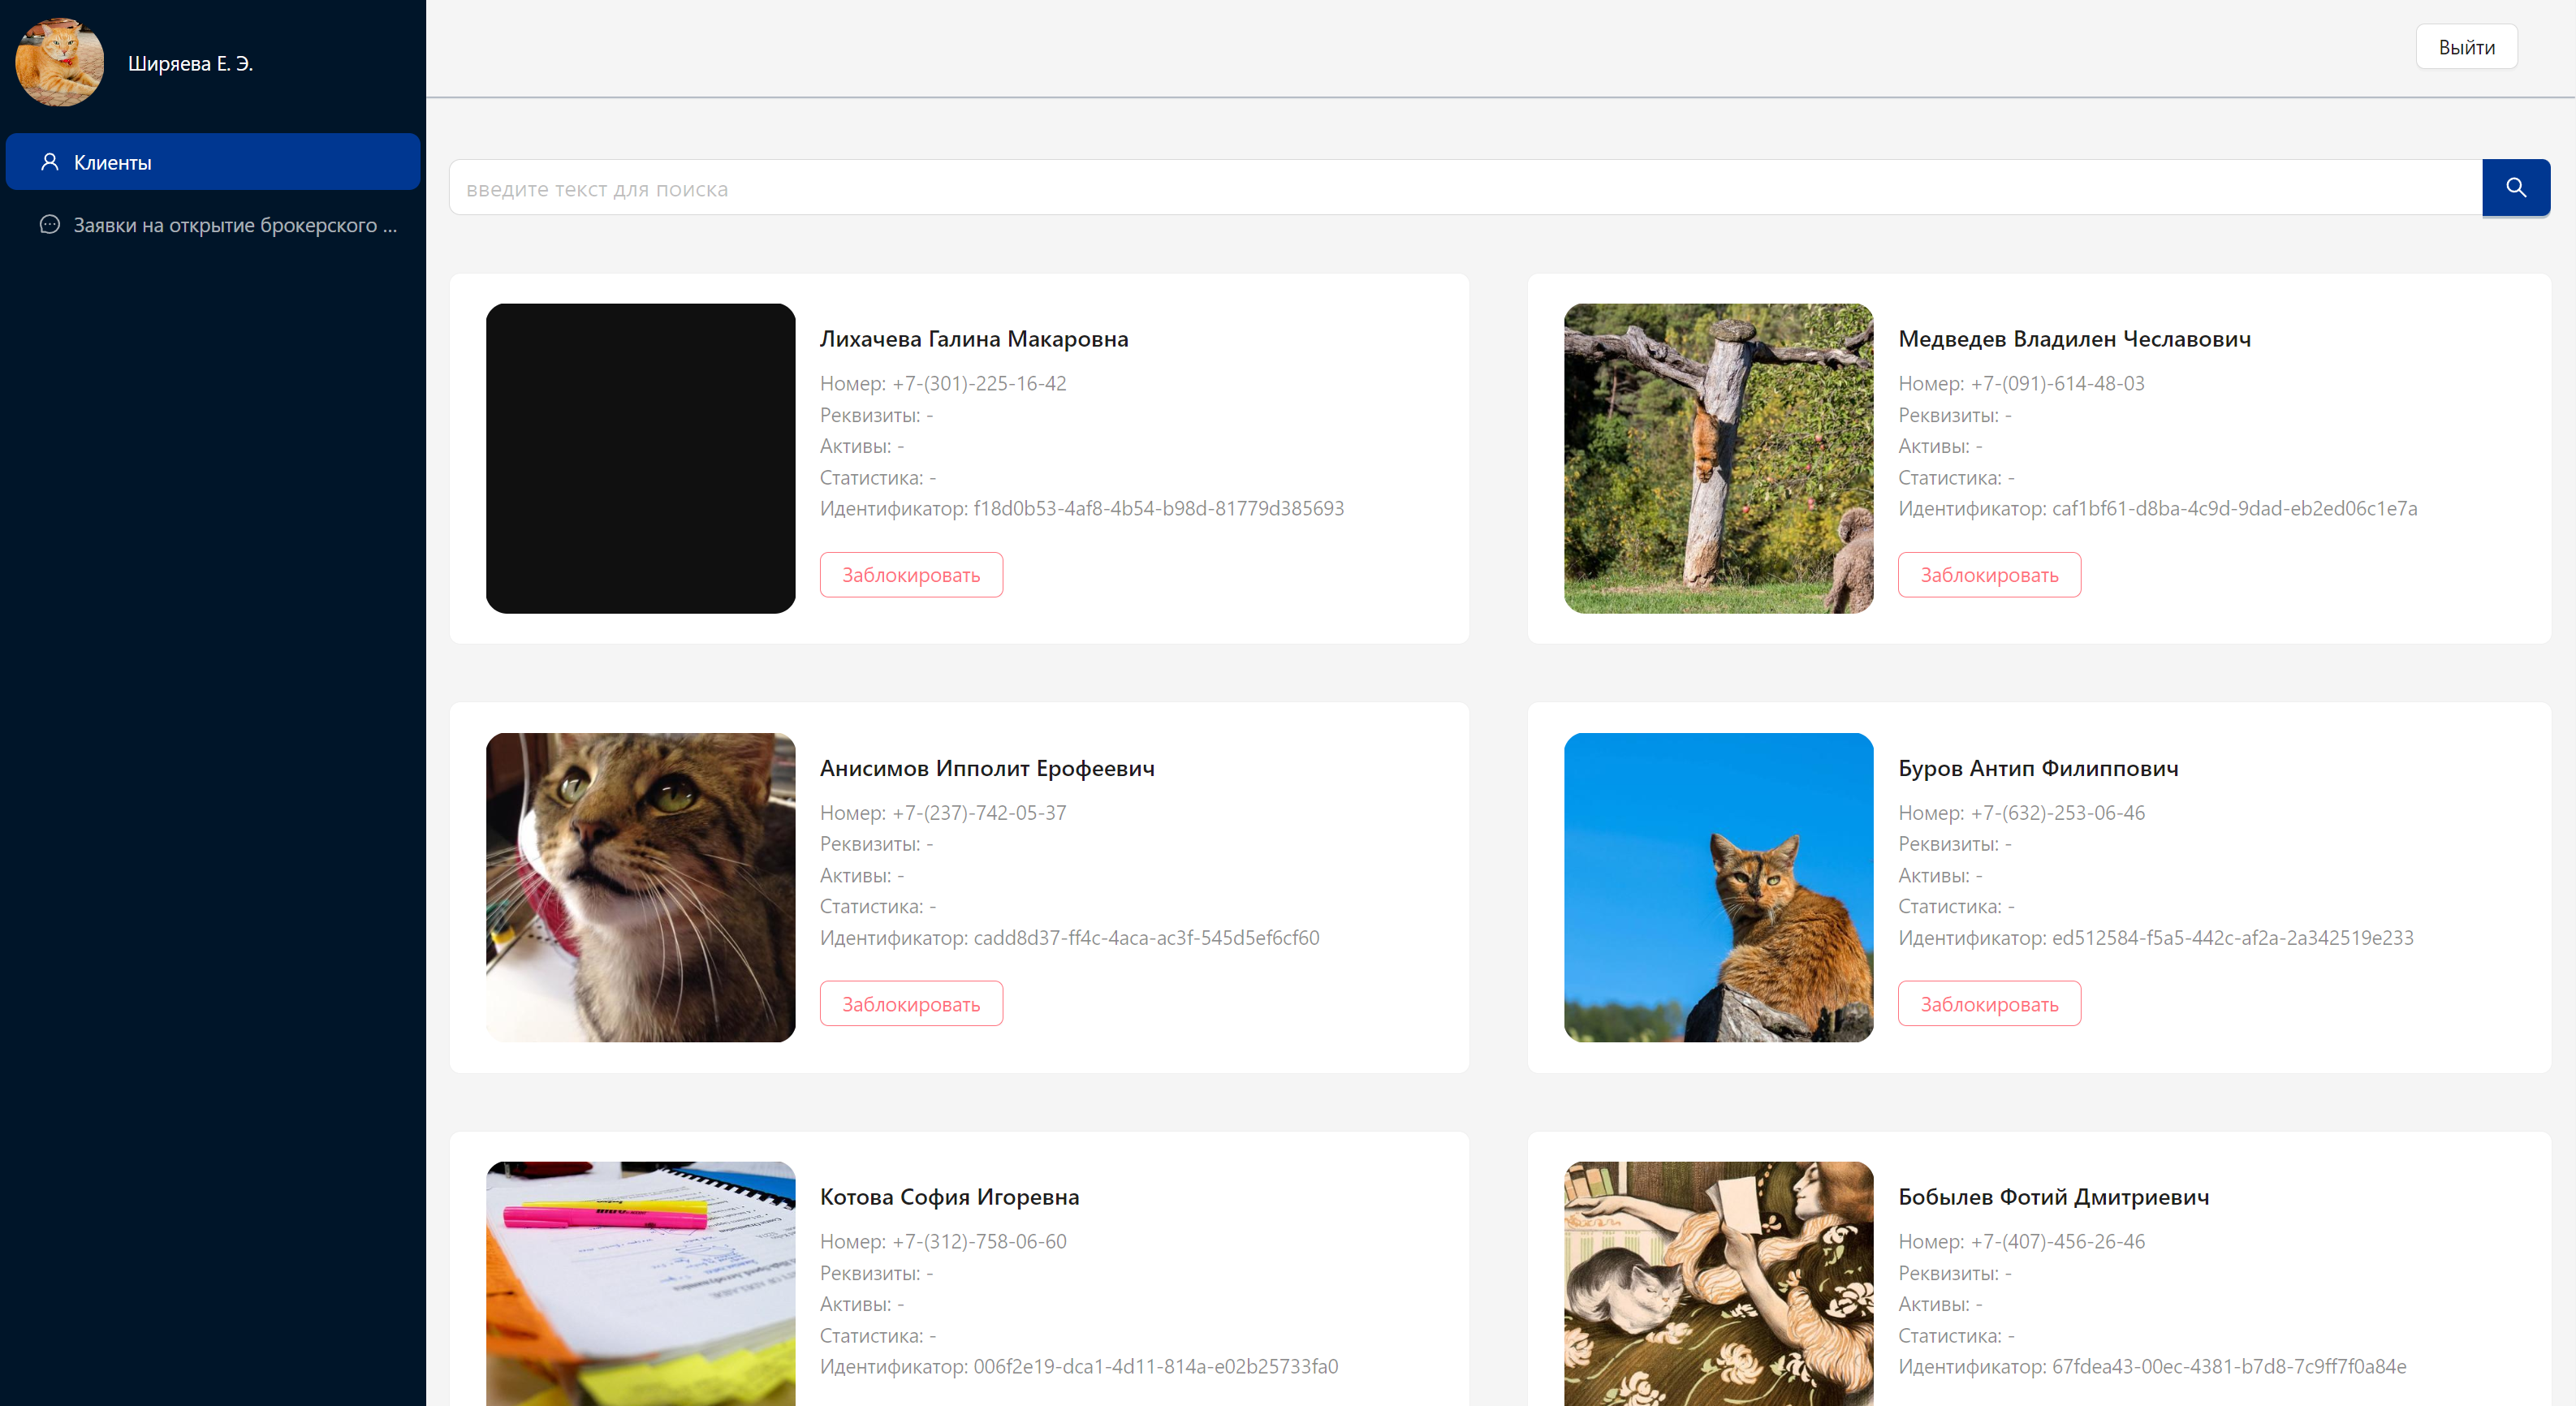 Ширяева Е. Э.
Клиенты
Заявки на открытие брокерского ...
Выйти
введите текст для поиска
Лихачева Галина Макаровна
Номер: +7-(301)-225-16-42
Реквизиты: -
Активы: -
Статистика: -
Идентификатор: f18d0b53-4af8-4b54-b98d-81779d385693
Заблокировать
Медведев Владилен Чеславович
Номер: +7-(091)-614-48-03
Реквизиты: -
Активы: -
Статистика: -
Идентификатор: caf1bf61-d8ba-4c9d-9dad-eb2ed06c1e7a
Заблокировать
Анисимов Ипполит Ерофеевич
Номер: +7-(237)-742-05-37
Реквизиты: -
Активы: -
Статистика: -
Идентификатор: cadd8d37-ff4c-4aca-ac3f-545d5ef6cf60
Заблокировать
Буров Антип Филиппович
Номер: +7-(632)-253-06-46
Реквизиты: -
Активы: -
Статистика: -
Идентификатор: ed512584-f5a5-442c-af2a-2a342519e233
Заблокировать
Котова София Игоревна
Номер: +7-(312)-758-06-60
Реквизиты: -
Активы: -
Статистика: -
Идентификатор: 006f2e19-dca1-4d11-814a-e02b25733fa0
Бобылев Фотий Дмитриевич
Номер: +7-(407)-456-26-46
Реквизиты: -
Активы: -
Статистика: -
Идентификатор: 67fdea43-00ec-4381-b7d8-7c9ff7f0a84e